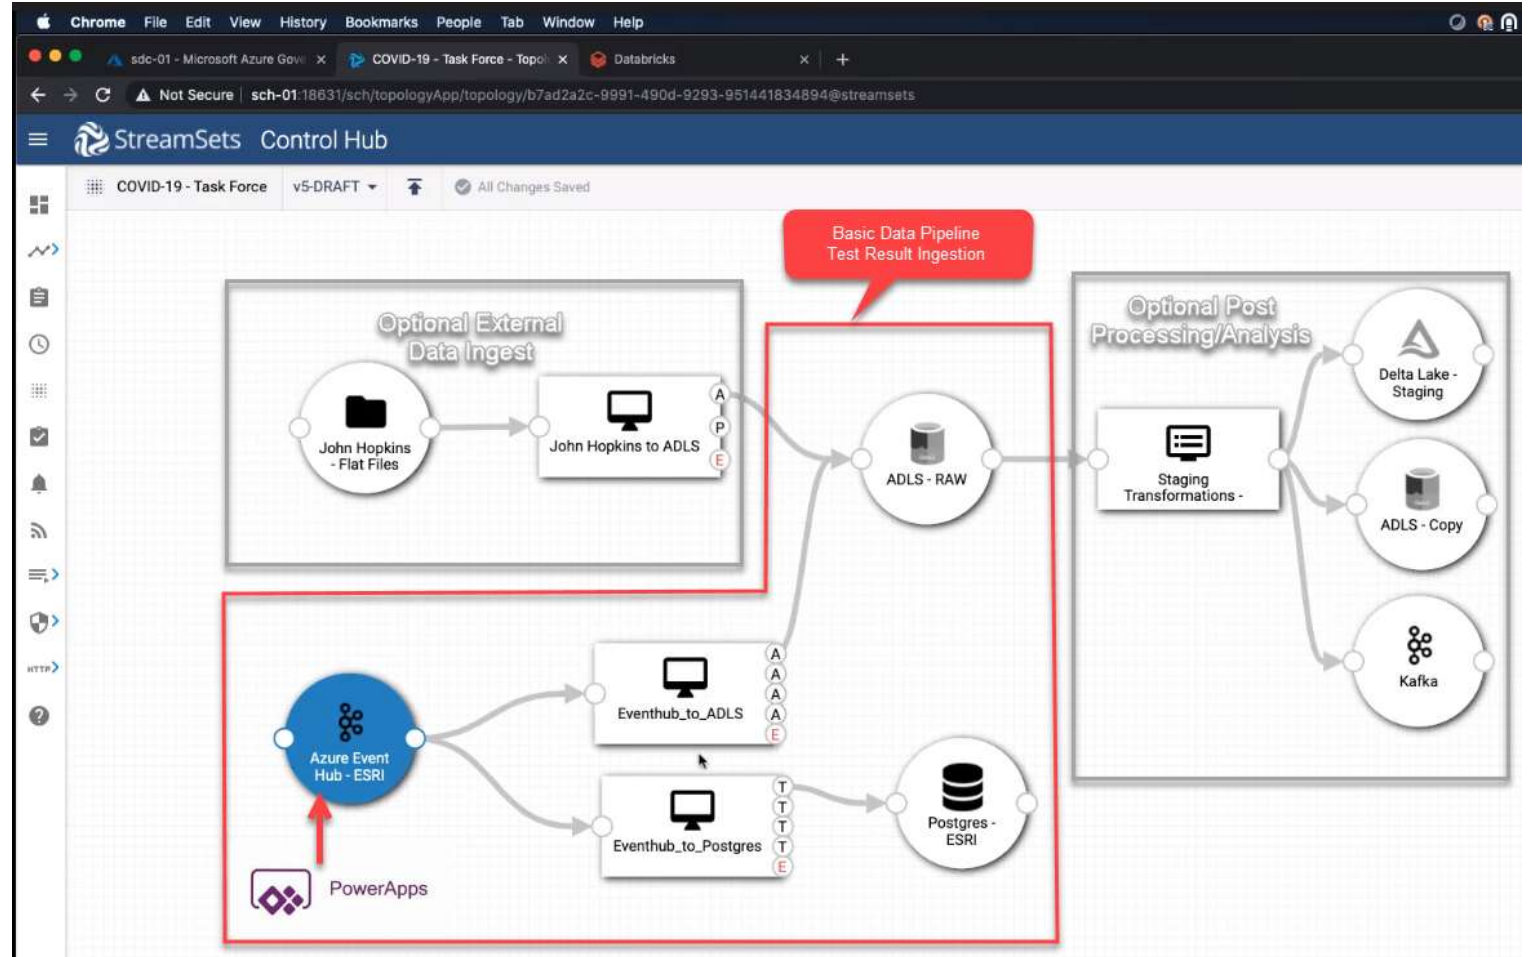 Chrome File Edit View History Bookmarks People Tab Window Help
sdc-01 - Microsoft Azure Gove
COVID-19 - Task Force - Topol
Databricks
Not Secure sch-01:18631/sch/topologyApp/topology/b7ad2a2c-9991-490d-9293-951441834894@streamsets
StreamSets Control Hub
COVID-19 - Task Force v5-DRAFT All Changes Saved
Basic Data Pipeline
Test Result Ingestion
Optional External
Data Ingest
John Hopkins
- Flat Files
John Hopkins to ADLS
A
P
E
ADLS - RAW
Optional Post
Processing/Analysis
Staging
Transformations -
Delta Lake -
Staging
ADLS - Copy
Kafka
HTTP
Azure Event
Hub - ESRI
Eventhub_to_ADLS
A
A
A
A
E
Eventhub_to_Postgres
T
T
T
T
E
Postgres -
ESRI
PowerApps